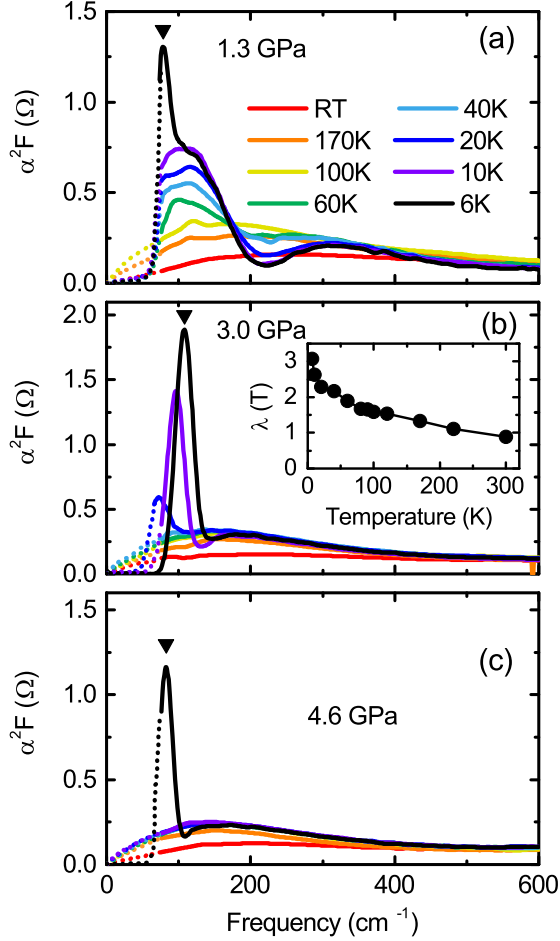 1.5
1.0
0.5
0.0
α²F (Ω)
1.3 GPa
(a)
RT 40K
170K 20K
100K 10K
60K 6K
2.0
1.5
1.0
0.5
0.0
α²F (Ω)
3.0 GPa
(b)
3
2
1
0
λ (T)
0 100 200 300
Temperature (K)
1.5
1.0
0.5
0.0
α²F (Ω)
(c)
4.6 GPa
0 200 400 600
Frequency (cm ⁻¹)